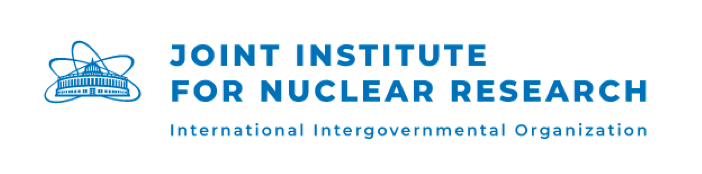 JOINT INSTITUTE
FOR NUCLEAR RESEARCH
International Intergovernmental Organization